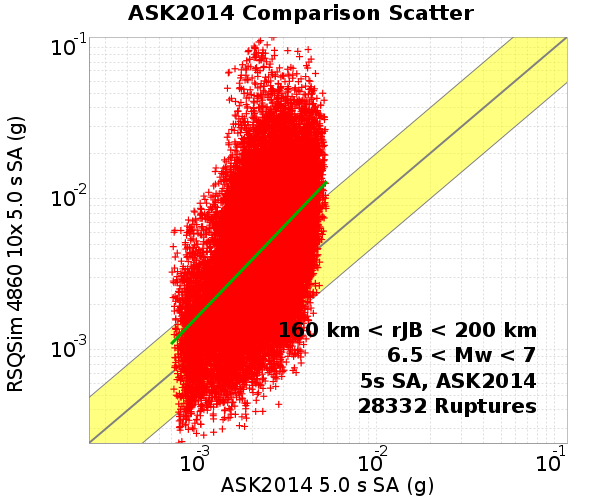 ASK2014 Comparison Scatter
RSQSim 4860 10x 5.0 s SA (g)
10^-1
10^-2
10^-3
160 km < rJB < 200 km
6.5 < Mw < 7
5s SA, ASK2014
28332 Ruptures
10^-3
10^-2
10^-1
ASK2014 5.0 s SA (g)